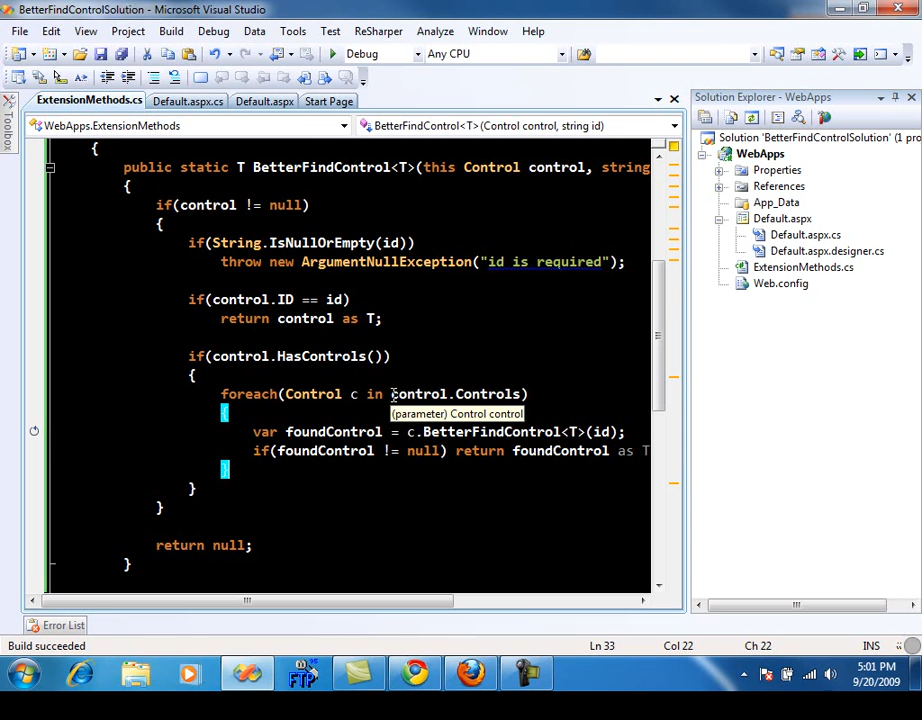 BetterFindControlSolution - Microsoft Visual Studio
File Edit View Project Build Debug Data Tools Test ReSharper Analyze Window Help
Debug Any CPU
ExtensionMethods.cs Default.aspx.cs Default.aspx Start Page
WebApps.ExtensionMethods BetterFindControl<T>(Control control, string id)
Toolbox
{
public static T BetterFindControl<T>(this Control control, string
{
if(control != null)
{
if(String.IsNullOrEmpty(id))
throw new ArgumentNullException("id is required");
if(control.ID == id)
return control as T;
if(control.HasControls())
{
foreach(Control c in control.Controls)
{
(parameter) Control control
var foundControl = c.BetterFindControl<T>(id);
if(foundControl != null) return foundControl as T
}
}
}
return null;
}
Solution Explorer - WebApps
Solution 'BetterFindControlSolution' (1 pro
WebApps
Properties
References
App_Data
Default.aspx
Default.aspx.cs
Default.aspx.designer.cs
ExtensionMethods.cs
Web.config
Error List
Build succeeded Ln 33 Col 22 Ch 22 INS
FTP
5:01 PM
9/20/2009